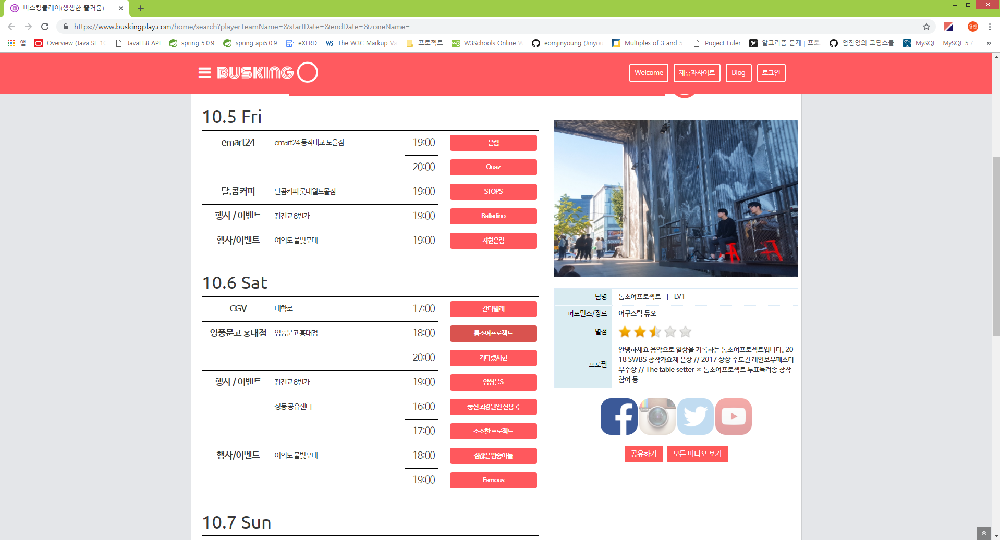 버스킹플레이(생생한 즐거움)
https://www.buskingplay.com/home/search?playerTeamName=&startDate=&endDate=&zoneName=
용찬
앱 Overview (Java SE 10 JavaEE8 API spring 5.0.9 spring api5.0.9 eXERD The W3C Markup Va 프로젝트 W3Schools Online W eomjinyoung (Jinyou Multiples of 3 and 5 Project Euler 알고리즘 문제 | 프로 엄진영의 코딩스쿨 MySQL :: MySQL 5.7 »
BUSKING
Welcome 제휴자사이트 Blog 로그인
10.5 Fri
emart24 emart24 동작대교 노을점 19:00 은림
20:00 Quaz
달.콤커피 달콤커피 롯데월드몰점 19:00 STOPS
행사 / 이벤트 광진교 8번가 19:00 Balladino
행사/이벤트 여의도 물빛무대 19:00 지현은림
10.6 Sat
CGV 대학로 17:00 칸타빌레
영풍문고 홍대점 영풍문고 홍대점 18:00 톰소여프로젝트
20:00 기다렸서현
행사 / 이벤트 광진교 8번가 19:00 앙상블S
성동 공유센터 16:00 풍선 최강달인 신용국
17:00 소소한 프로젝트
행사/이벤트 여의도 물빛무대 18:00 점잖은원숭이들
19:00 Famous
10.7 Sun
팀명 톰소여프로젝트 | LV1
퍼포먼스/장르 어쿠스틱 듀오
별점
프로필
안녕하세요 음악으로 일상을 기록하는 톰소여프로젝트입니다. 20
18 SWBS 창작가요제 은상 // 2017 상상 수도권 레인보우페스타
우수상 // The table setter × 톰소여프로젝트 투표독려송 창작
참여 등
공유하기 모든 비디오 보기